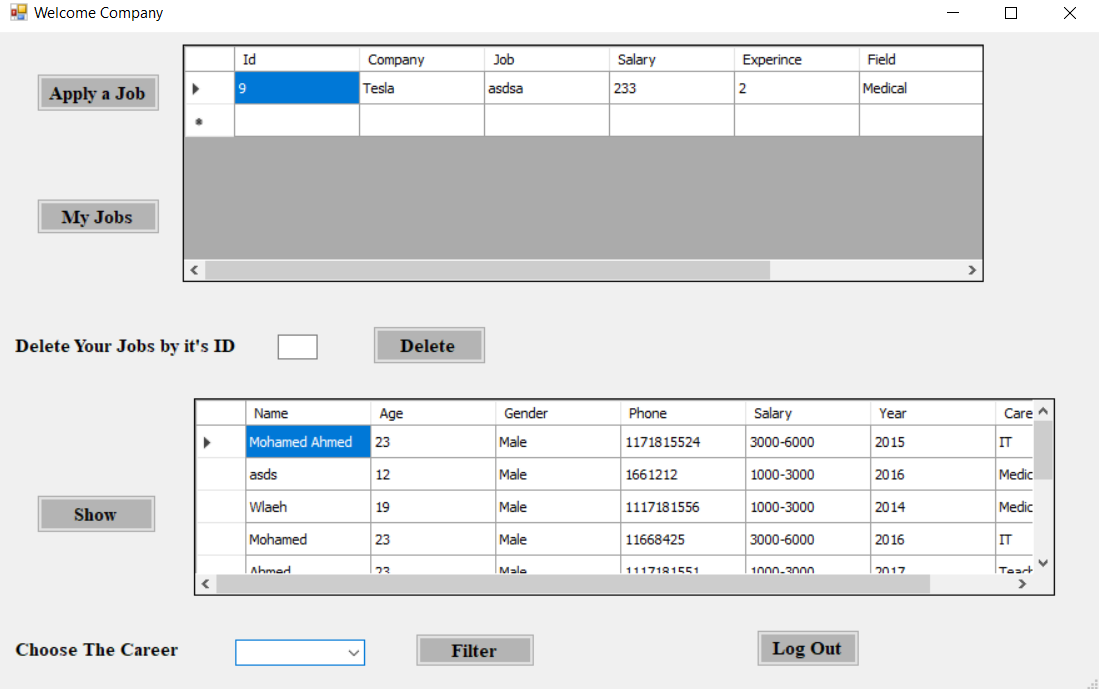 Welcome Company
Id Company Job Salary Experince Field
Apply a Job
9 Tesla asdsa 233 2 Medical
My Jobs
Delete Your Jobs by it's ID Delete
Name Age Gender Phone Salary Year Care
Mohamed Ahmed 23 Male 1171815524 3000-6000 2015 IT
asds 12 Male 1661212 1000-3000 2016 Medic
Wlaeh 19 Male 1117181556 1000-3000 2014 Medic
Show
Mohamed 23 Male 11668425 3000-6000 2016 IT
Ahmed 23 Male 1117181551 1000-3000 2017 Teach
Choose The Career Filter Log Out